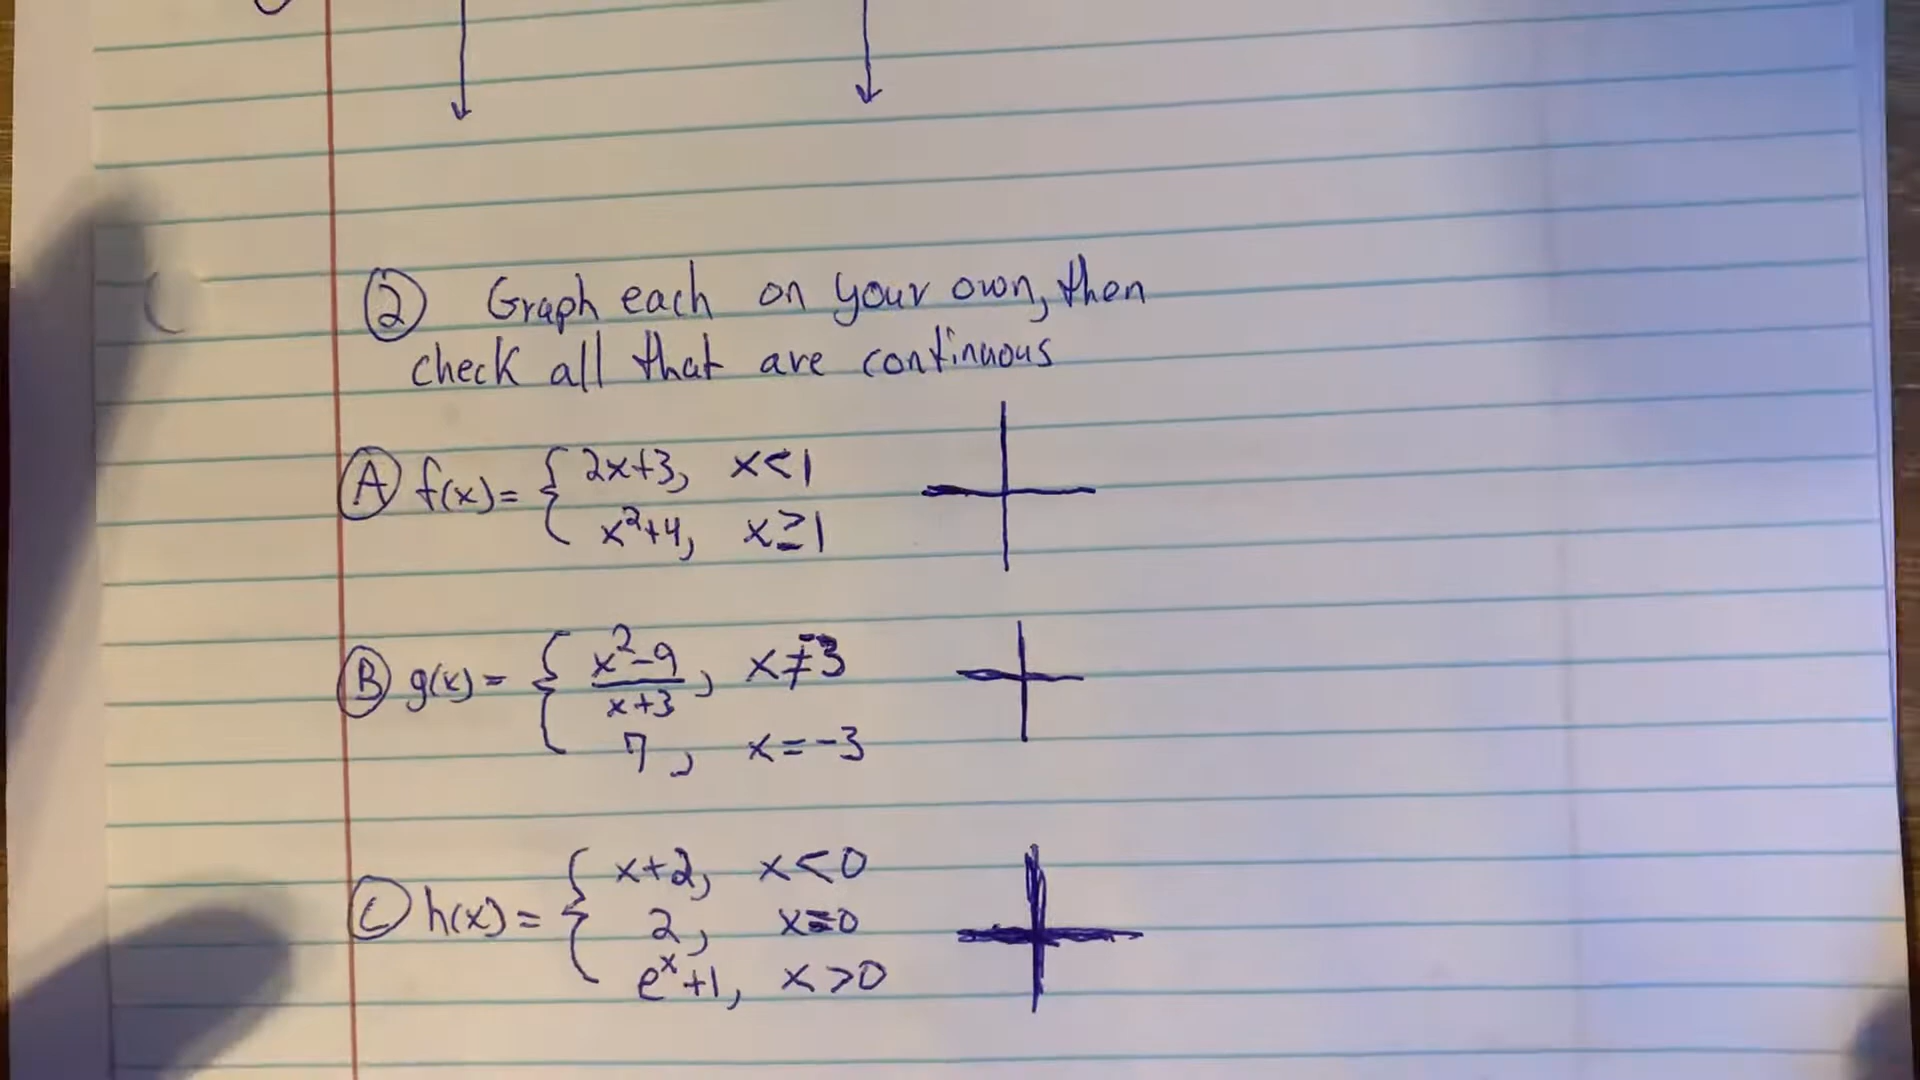 ② Graph each on your own, then
check all that are continuous
Ⓐ f(x) = { 2x+3, x<1
x²+4, x≥1
Ⓑ g(x) = { x²-9 / x+3, x≠-3
7, x=-3
Ⓒ h(x) = { x+2, x<0
2, x=0
eˣ+1, x>0